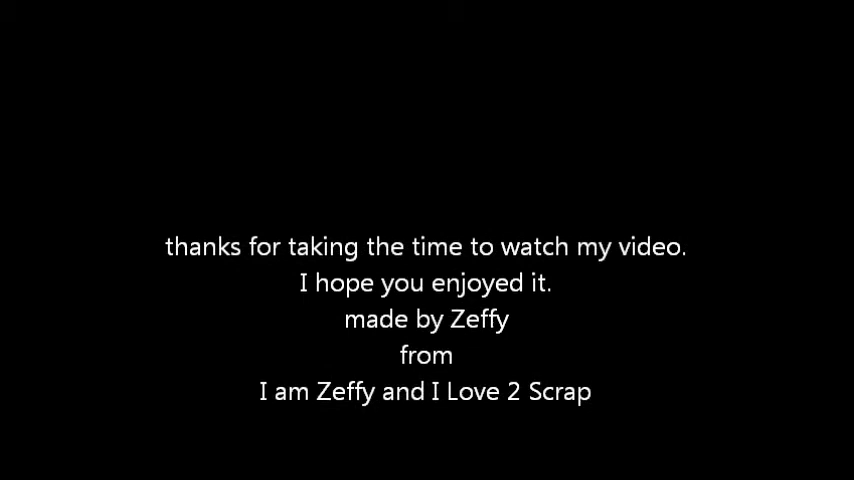 thanks for taking the time to watch my video.
I hope you enjoyed it.
made by Zeffy
from
I am Zeffy and I Love 2 Scrap